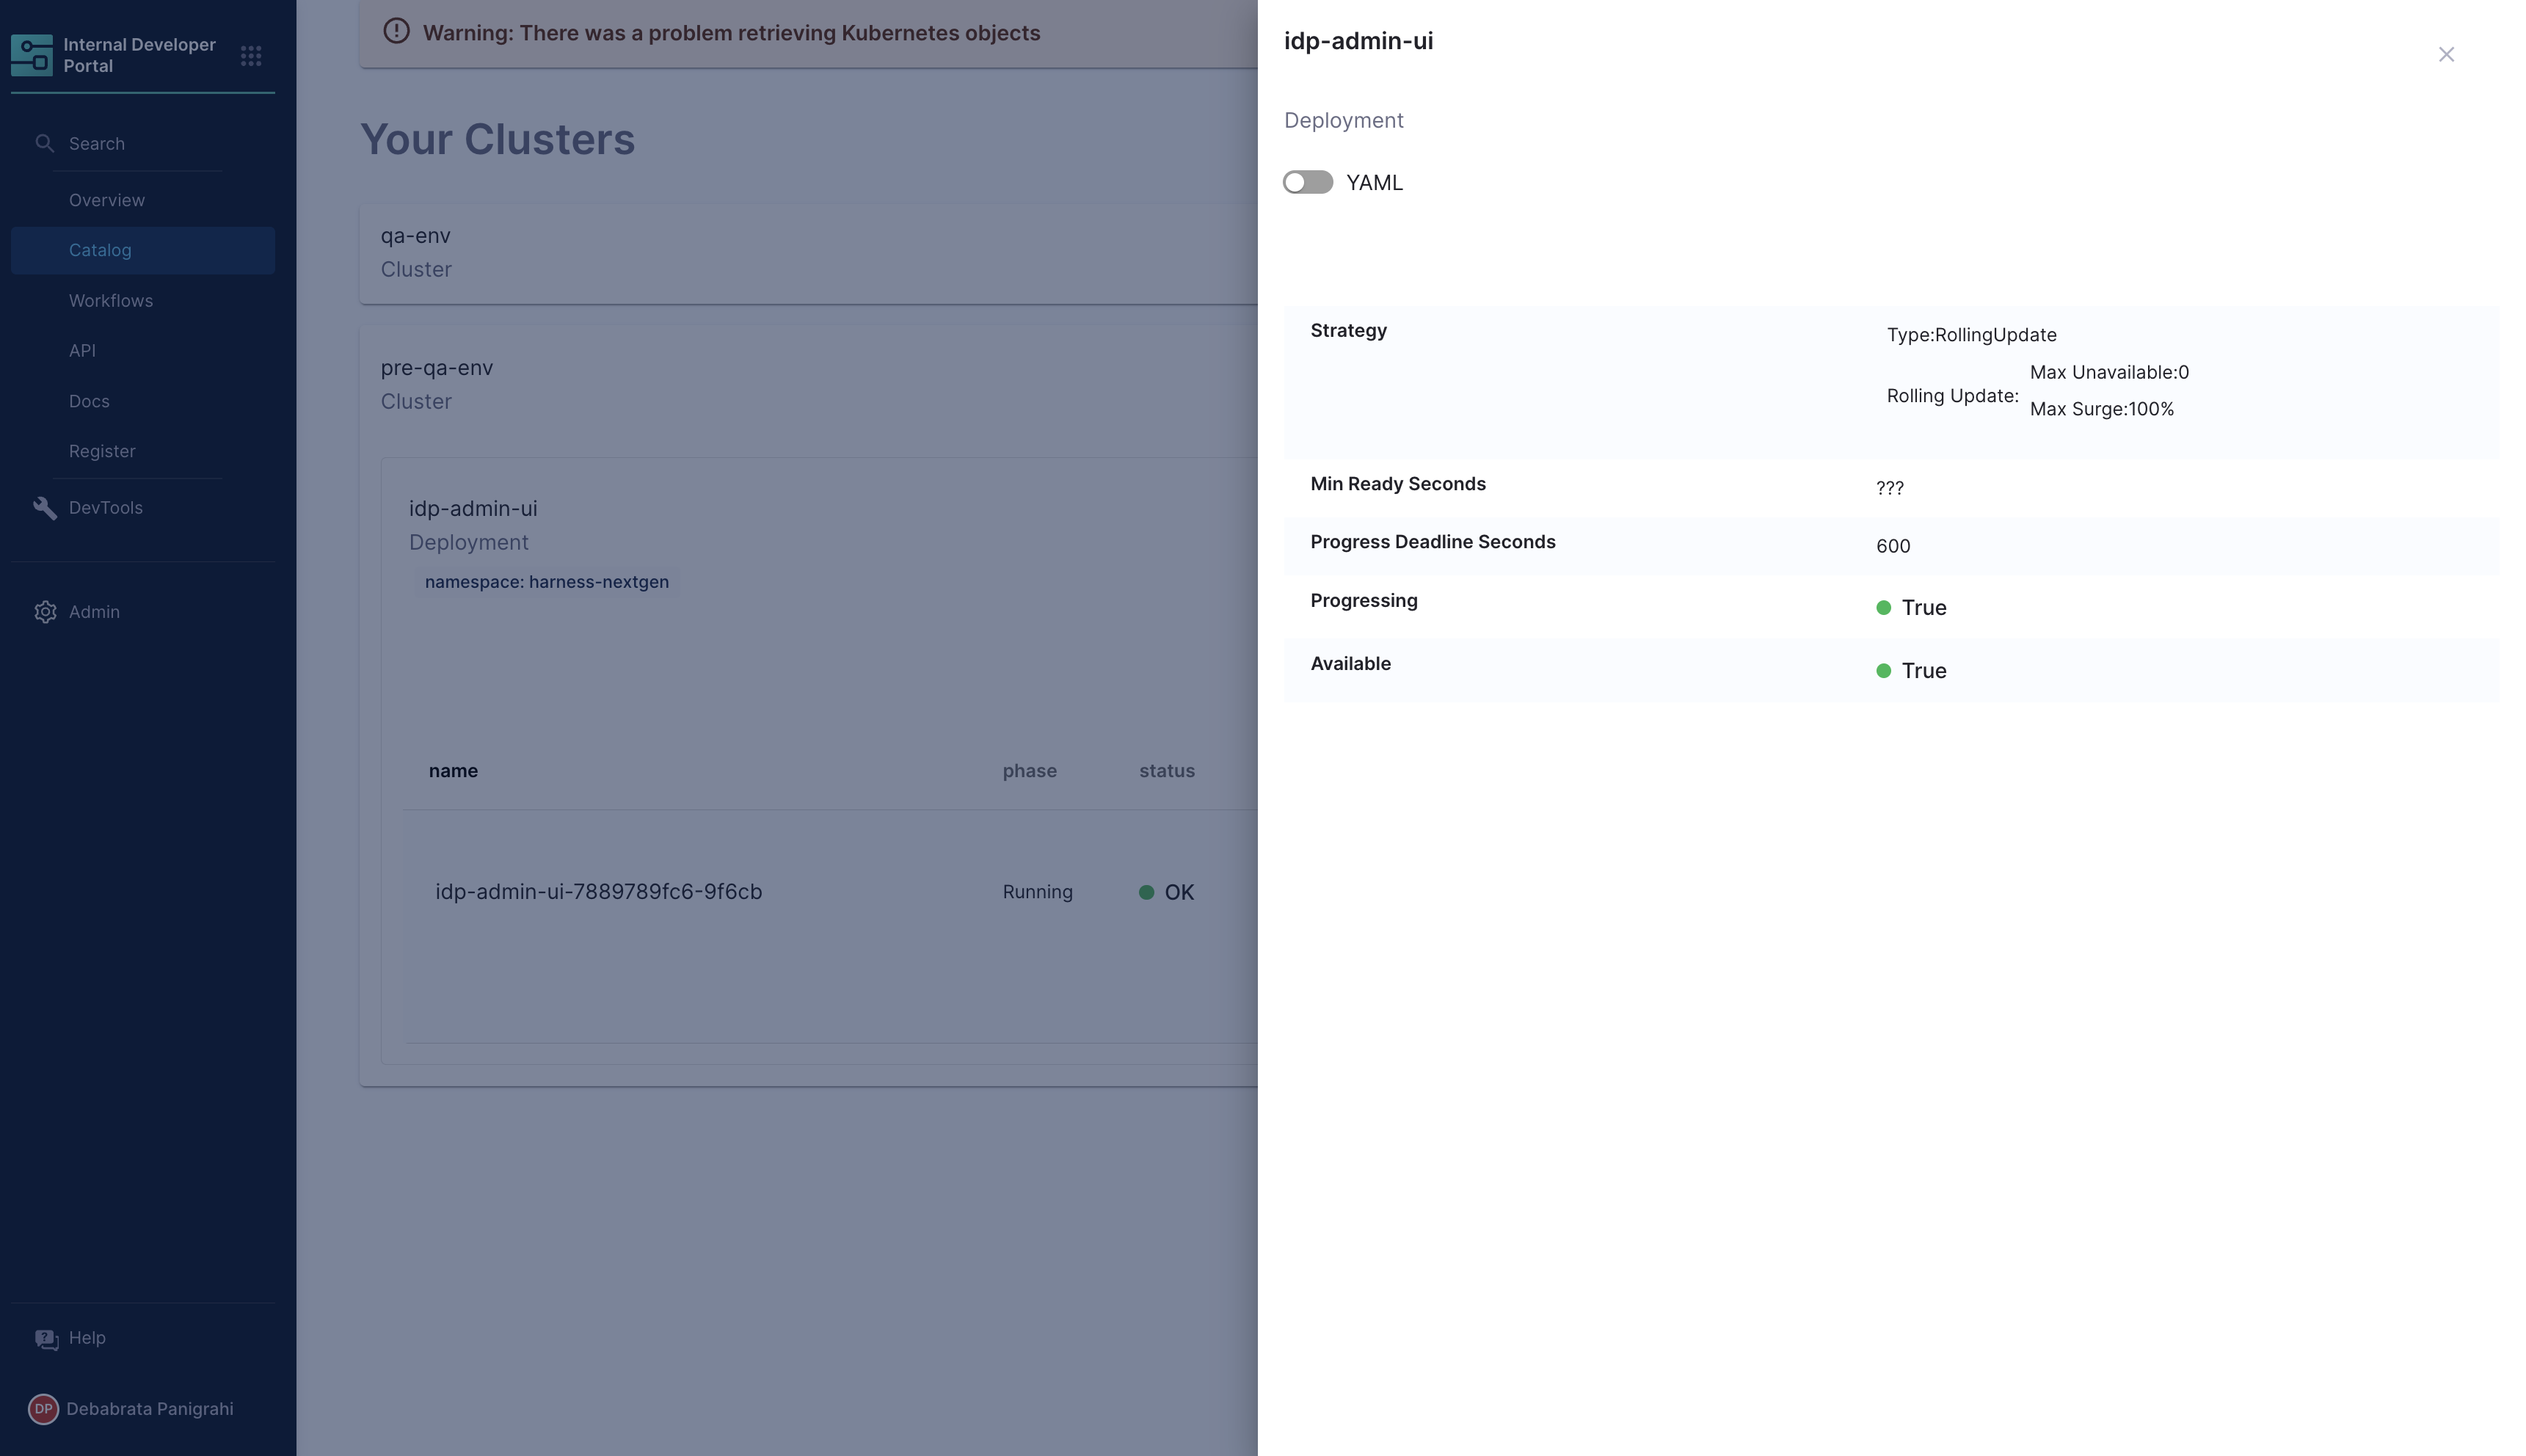 Internal Developer
Portal
Search
Overview
Catalog
Workflows
API
Docs
Register
DevTools
Admin
?
Help
DP
Debabrata Panigrahi
Warning: There was a problem retrieving Kubernetes objects
Your Clusters
qa-env
Cluster
pre-qa-env
Cluster
idp-admin-ui
Deployment
namespace: harness-nextgen
name phase status
idp-admin-ui-7889789fc6-9f6cb Running OK
idp-admin-ui
Deployment
YAML
Strategy
Type:RollingUpdate
Rolling Update:
Max Unavailable:0
Max Surge:100%
Min Ready Seconds ???
Progress Deadline Seconds 600
Progressing True
Available True